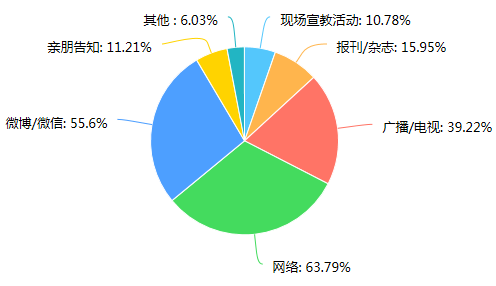 其他 : 6.03%
现场宣教活动: 10.78%
亲朋告知: 11.21%
报刊/杂志: 15.95%
微博/微信: 55.6%
广播/电视: 39.22%
网络: 63.79%